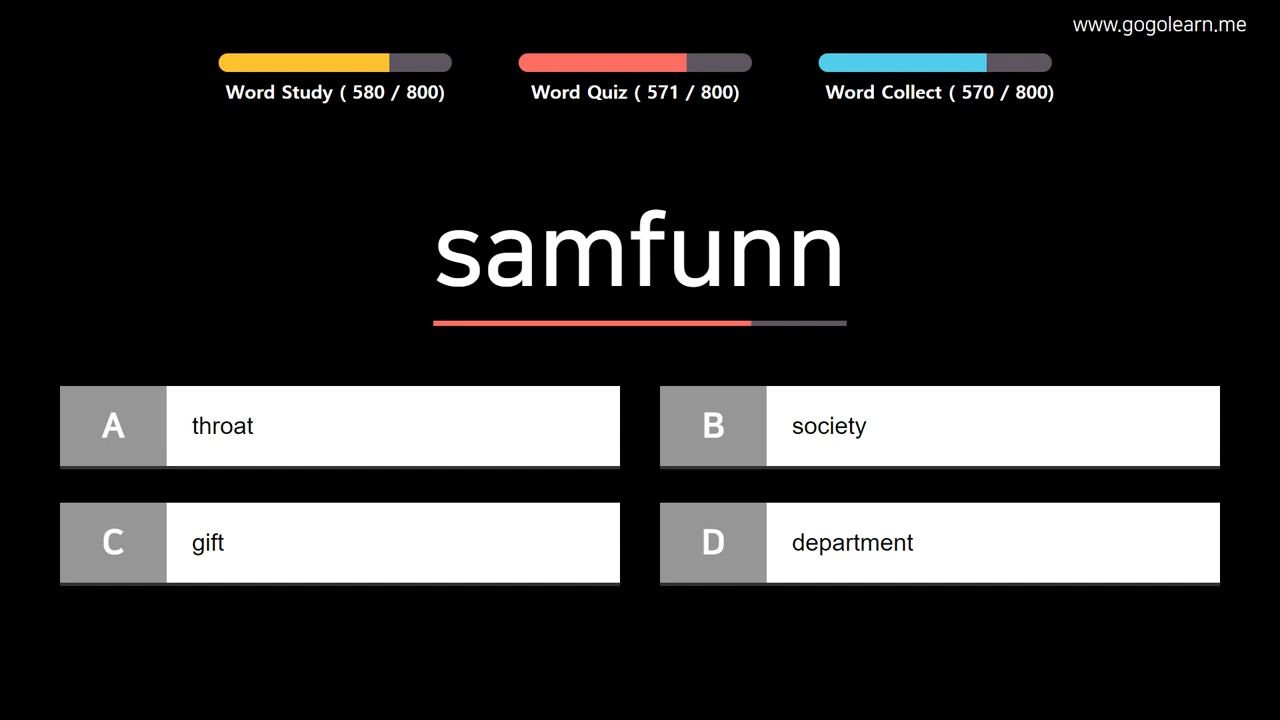 www.gogolearn.me
Word Study ( 580 / 800)
Word Quiz ( 571 / 800)
Word Collect ( 570 / 800)
samfunn
A throat
B society
C gift
D department